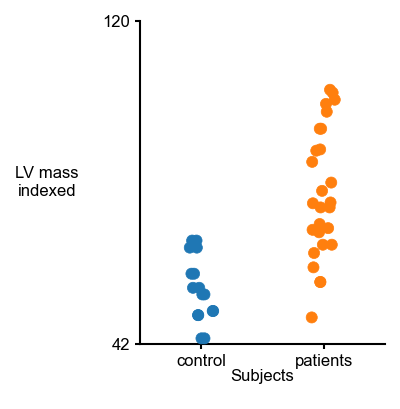 120
LV mass
indexed
42
control
patients
Subjects